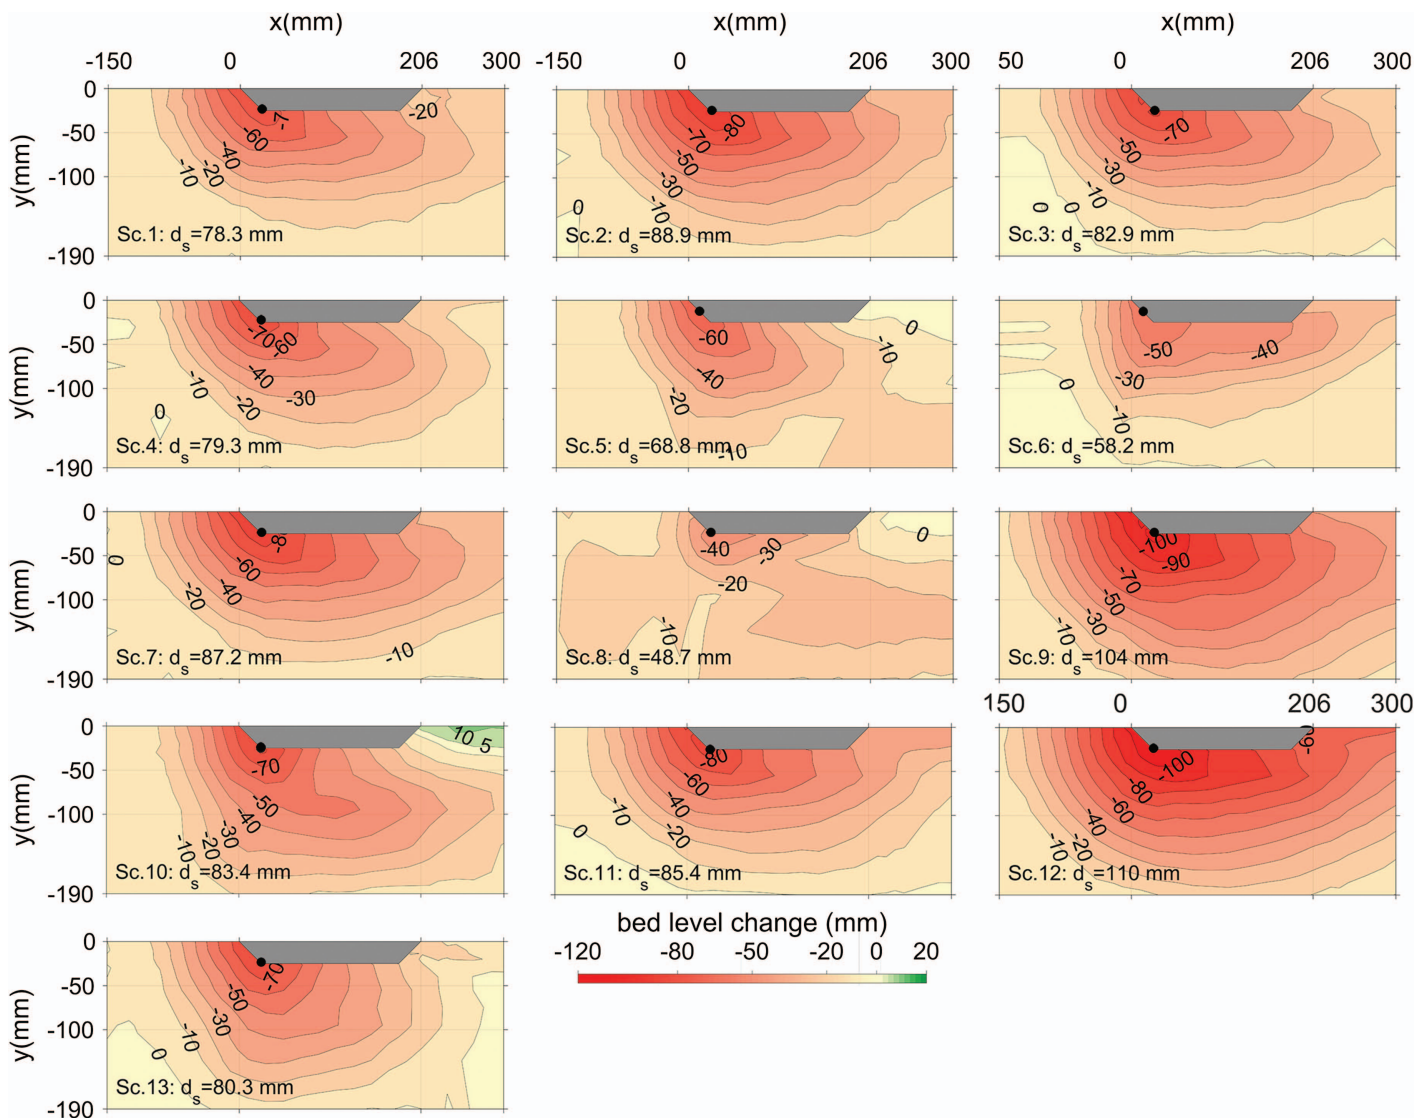 x(mm) x(mm)
-150 0 206 300 -150 0 206 300 50 0 206 300
0 -7 -20
-50 -60 -70 -80 -50 -70
y(mm) -100 -10 -20 -40 -50 -30 -10 0 -30 -10 0 0
-190 Sc.1: ds=78.3 mm Sc.2: ds=88.9 mm Sc.3: ds=82.9 mm
0 -70 -60 -60 0 -10 -50 -40
-50 -40 -40 -30
y(mm) -100 -10 -20 -30 0 -20 -10 0 -10
-190 Sc.4: ds=79.3 mm Sc.5: ds=68.8 mm Sc.6: ds=58.2 mm
0 -8 -40 -30 0 -100 -90
-50 0 -60 -20 -70
y(mm) -100 -20 -40 -10 -10 -50 -30 -10
-190 Sc.7: ds=87.2 mm Sc.8: ds=48.7 mm Sc.9: ds=104 mm
150 0 206 300
0 10 5 -80 -100
-50 -70 -60 -80
y(mm) -100 -50 -40 -30 -20 -10 -40 -20 -10 0 -60 -40 -20 -10
-190 Sc.10: ds=83.4 mm Sc.11: ds=85.4 mm Sc.12: ds=110 mm
bed level change (mm)
-120 -80 -50 -20 0 20
0 -70
-50 -50
y(mm) -100 -30 -10 0
-190 Sc.13: ds=80.3 mm